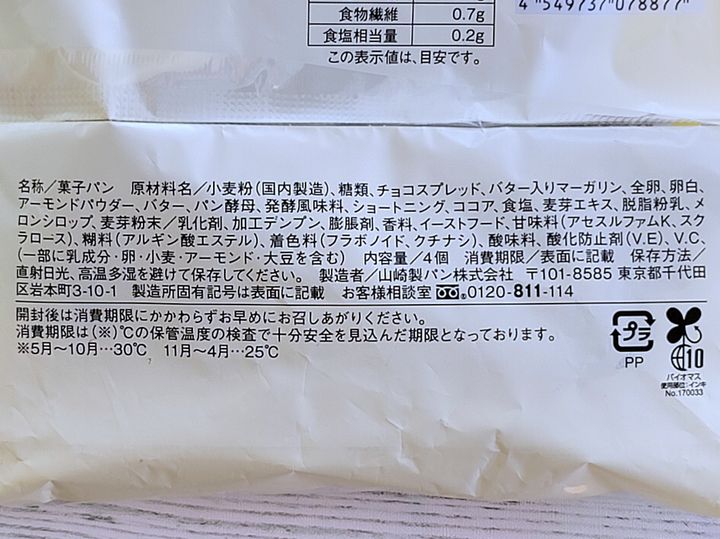 食物繊維 0.7g
食塩相当量 0.2g
この表示値は、目安です。
4 549737 078877
名称／菓子パン 原材料名／小麦粉(国内製造)、糖類、チョコスプレッド、バター入りマーガリン、全卵、卵白、
アーモンドパウダー、バター、パン酵母、発酵風味料、ショートニング、ココア、食塩、麦芽エキス、脱脂粉乳、メ
ロンシロップ、麦芽粉末／乳化剤、加工デンプン、膨脹剤、香料、イーストフード、甘味料(アセスルファムK、スク
ラロース)、糊料(アルギン酸エステル)、着色料(フラボノイド、クチナシ)、酸味料、酸化防止剤(V.E)、V.C、
(一部に乳成分・卵・小麦・アーモンド・大豆を含む) 内容量／4個 消費期限／表面に記載 保存方法／
直射日光、高温多湿を避けて保存してください。 製造者／山崎製パン株式会社 〒101-8585 東京都千代田
区岩本町3-10-1 製造所固有記号は表面に記載 お客様相談室 0120-811-114
開封後は消費期限にかかわらずお早めにお召しあがりください。
消費期限は(※)℃の保管温度の検査で十分安全を見込んだ期限となっております。
※5月～10月…30℃ 11月～4月…25℃
プラ
PP
10
バイオマス
使用部位：インキ
No.170033